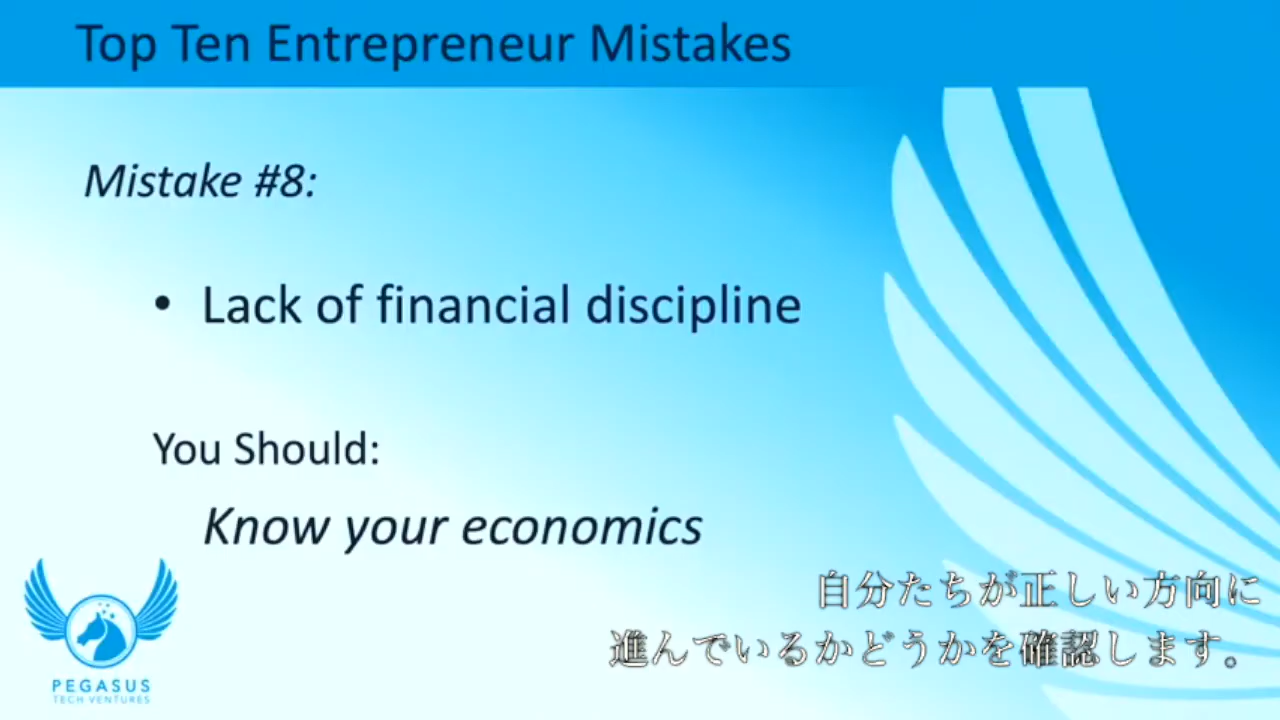 Top Ten Entrepreneur Mistakes
Mistake #8:
• Lack of financial discipline
You Should:
Know your economics
自分たちが正しい方向に
進んでいるかどうかを確認します。
PEGASUS
TECH VENTURES